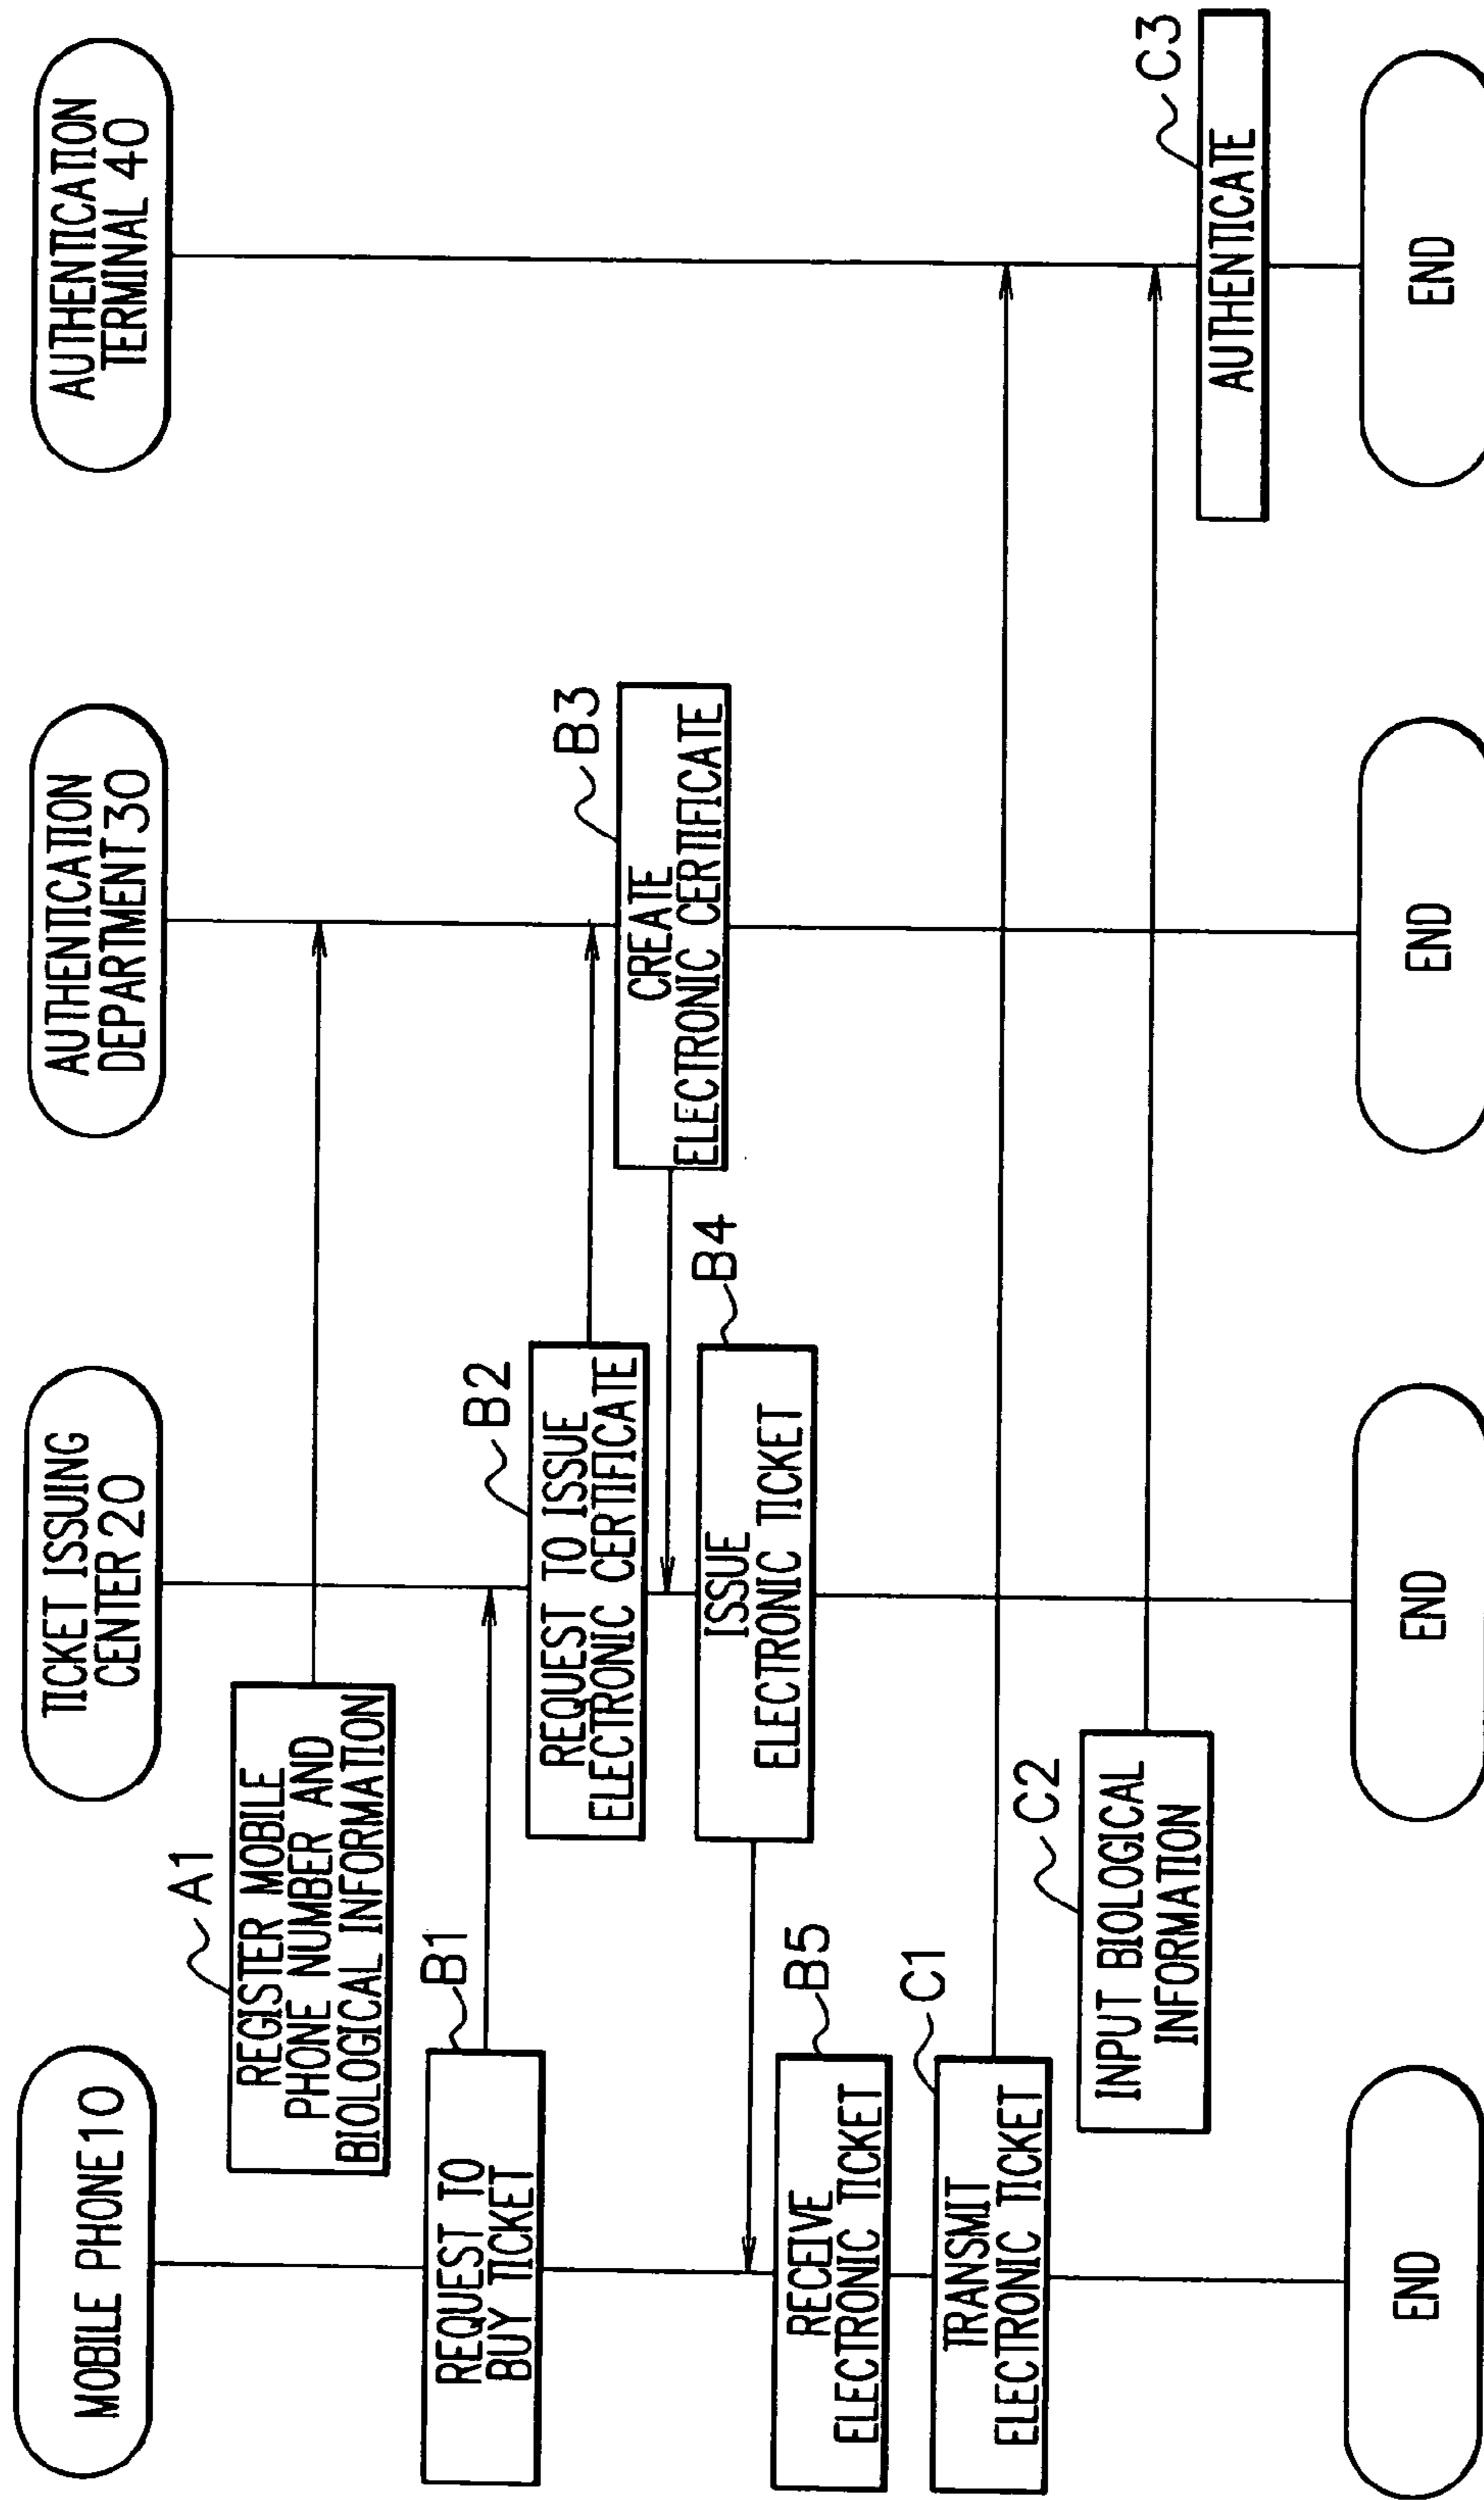 MOBILE PHONE 10
TICKET ISSUING
CENTER 20
AUTHENTICATION
DEPARTMENT 30
AUTHENTICATION
TERMINAL 40
A1
REGISTER MOBILE
PHONE NUMBER AND
BIOLOGICAL INFORMATION
B1
REQUEST TO
BUY TICKET
B2
REQUEST TO ISSUE
ELECTRONIC CERTIFICATE
B3
CREATE
ELECTRONIC CERTIFICATE
B4
ISSUE
ELECTRONIC TICKET
B5
RECEIVE
ELECTRONIC TICKET
C1
TRANSMIT
ELECTRONIC TICKET
C2
INPUT BIOLOGICAL
INFORMATION
C3
AUTHENTICATE
END
END
END
END